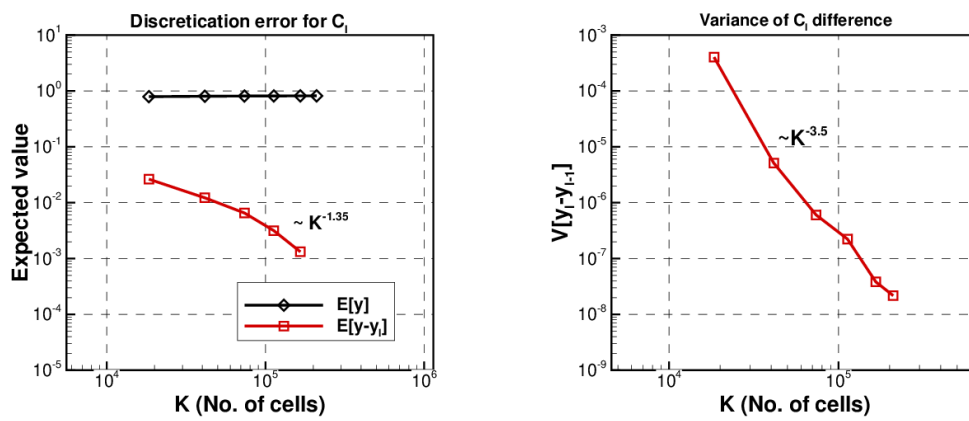 Discretication error for C_l
Expected value
10^1
10^0
10^-1
10^-2
10^-3
10^-4
10^-5
~ K^-1.35
E[y]
E[y-y_l]
10^4 10^5 10^6
K (No. of cells)
Variance of C_l difference
V[y_l-y_l-1]
10^-3
10^-4
10^-5
10^-6
10^-7
10^-8
10^-9
~K^-3.5
10^4 10^5
K (No. of cells)